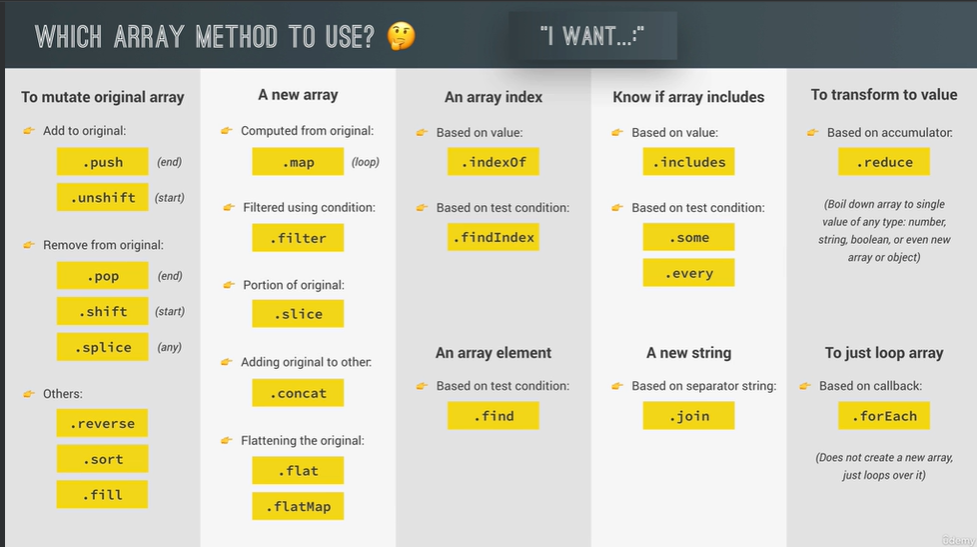 WHICH ARRAY METHOD TO USE? 🤔
"I WANT...:"
To mutate original array
👉 Add to original:
.push (end)
.unshift (start)
👉 Remove from original:
.pop (end)
.shift (start)
.splice (any)
👉 Others:
.reverse
.sort
.fill
A new array
👉 Computed from original:
.map (loop)
👉 Filtered using condition:
.filter
👉 Portion of original:
.slice
👉 Adding original to other:
.concat
👉 Flattening the original:
.flat
.flatMap
An array index
👉 Based on value:
.indexOf
👉 Based on test condition:
.findIndex
An array element
👉 Based on test condition:
.find
Know if array includes
👉 Based on value:
.includes
👉 Based on test condition:
.some
.every
A new string
👉 Based on separator string:
.join
To transform to value
👉 Based on accumulator:
.reduce
(Boil down array to single
value of any type: number,
string, boolean, or even new
array or object)
To just loop array
👉 Based on callback:
.forEach
(Does not create a new array,
just loops over it)
Udemy